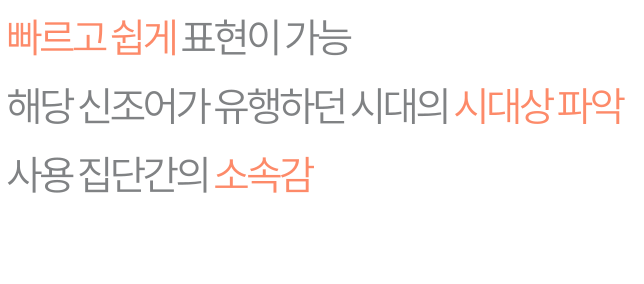 빠르고 쉽게 표현이 가능
해당 신조어가 유행하던 시대의 시대상 파악
사용 집단간의 소속감